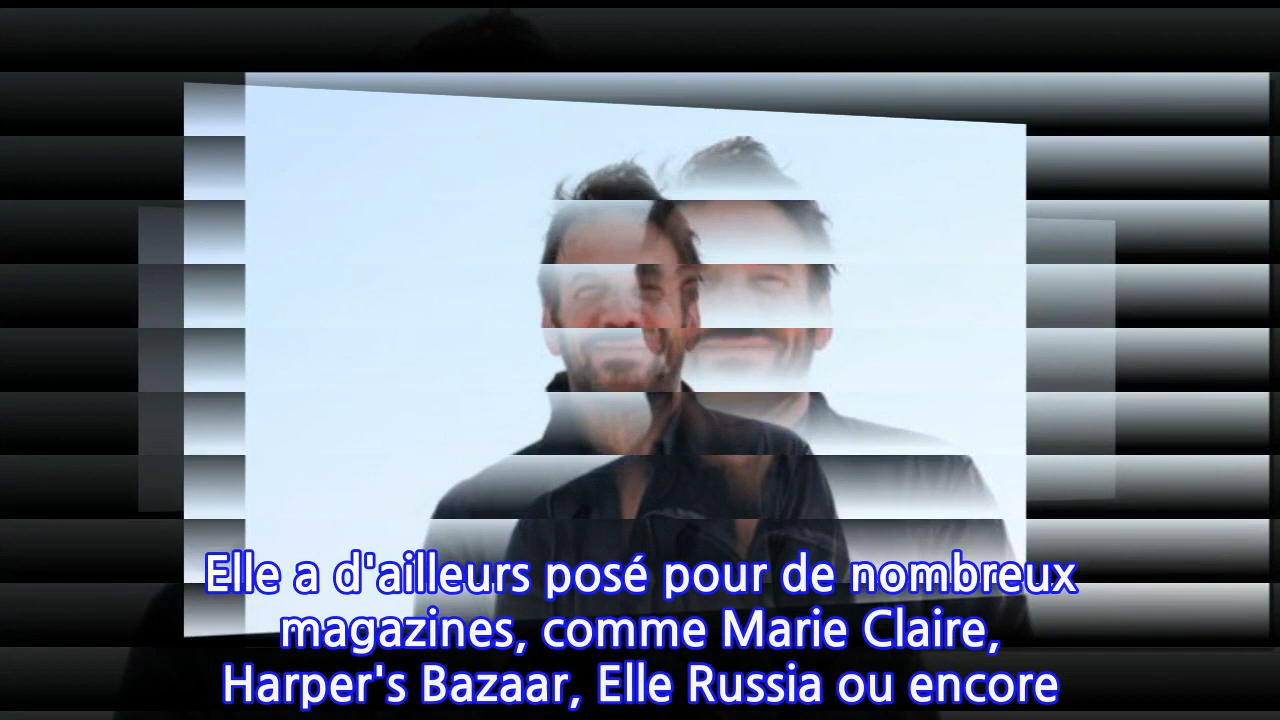 Elle a d'ailleurs posé pour de nombreux
magazines, comme Marie Claire,
Harper's Bazaar, Elle Russia ou encore